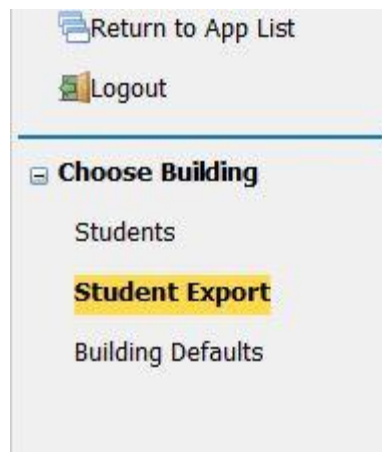 Return to App List
Logout
Choose Building
Students
Student Export
Building Defaults